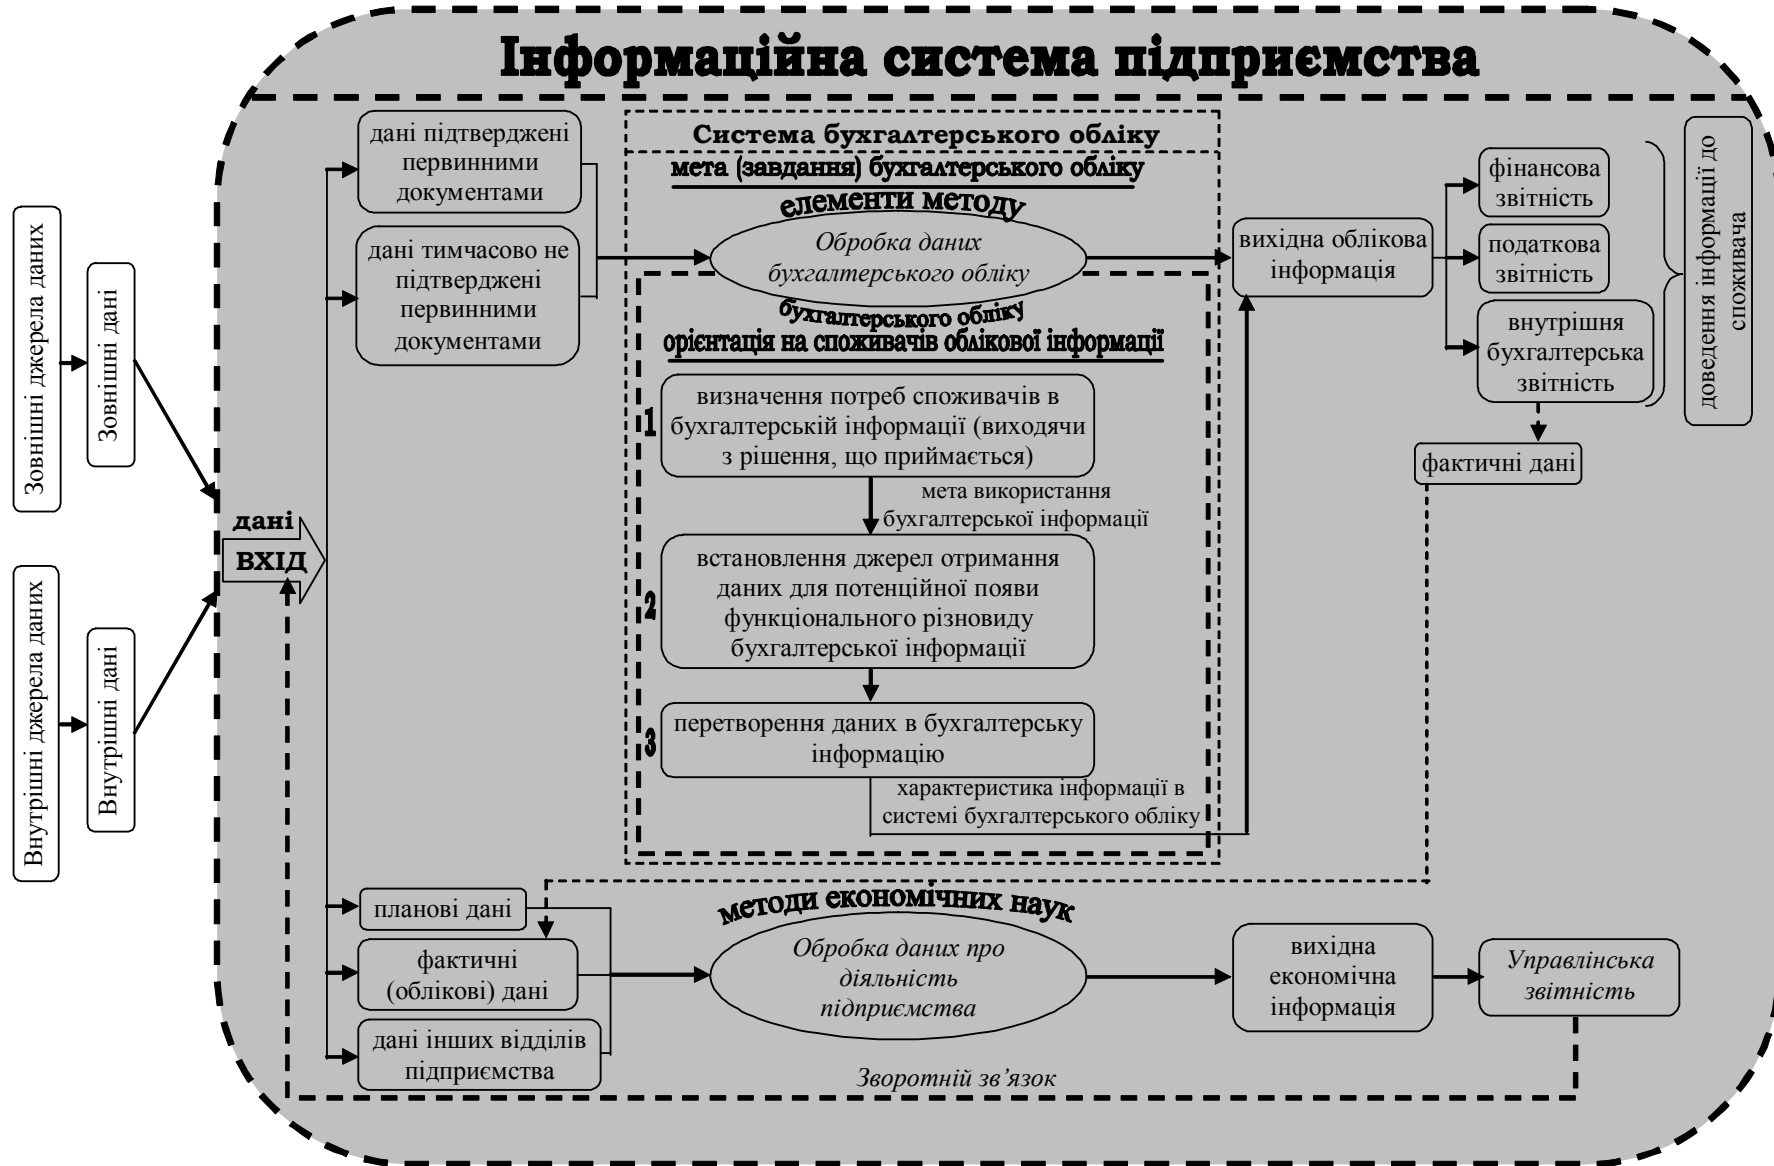 Інформаційна система підприємства
Зовнішні джерела даних
Зовнішні дані
Внутрішні джерела даних
Внутрішні дані
дані
ВХІД
дані підтверджені
первинними
документами
дані тимчасово не
підтверджені
первинними
документами
Система бухгалтерського обліку
мета (завдання) бухгалтерського обліку
елементи методу
Обробка даних
бухгалтерського обліку
бухгалтерського обліку
орієнтація на споживачів облікової інформації
1
визначення потреб споживачів в
бухгалтерській інформації (виходячи
з рішення, що приймається)
мета використання
бухгалтерської інформації
2
встановлення джерел отримання
даних для потенційної появи
функціонального різновиду
бухгалтерської інформації
3
перетворення даних в бухгалтерську
інформацію
характеристика інформації в
системі бухгалтерського обліку
вихідна облікова
інформація
фінансова
звітність
податкова
звітність
внутрішня
бухгалтерська
звітність
доведення інформації до
споживача
фактичні дані
планові дані
фактичні
(облікові) дані
дані інших відділів
підприємства
методи економічних наук
Обробка даних про
діяльність
підприємства
вихідна
економічна
інформація
Управлінська
звітність
Зворотній зв’язок